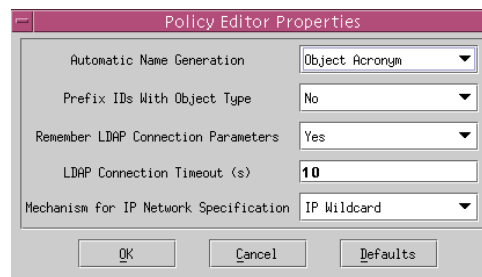 Policy Editor Properties
Automatic Name Generation Object Acronym
Prefix IDs With Object Type No
Remember LDAP Connection Parameters Yes
LDAP Connection Timeout (s) 10
Mechanism for IP Network Specification IP Wildcard
OK Cancel Defaults